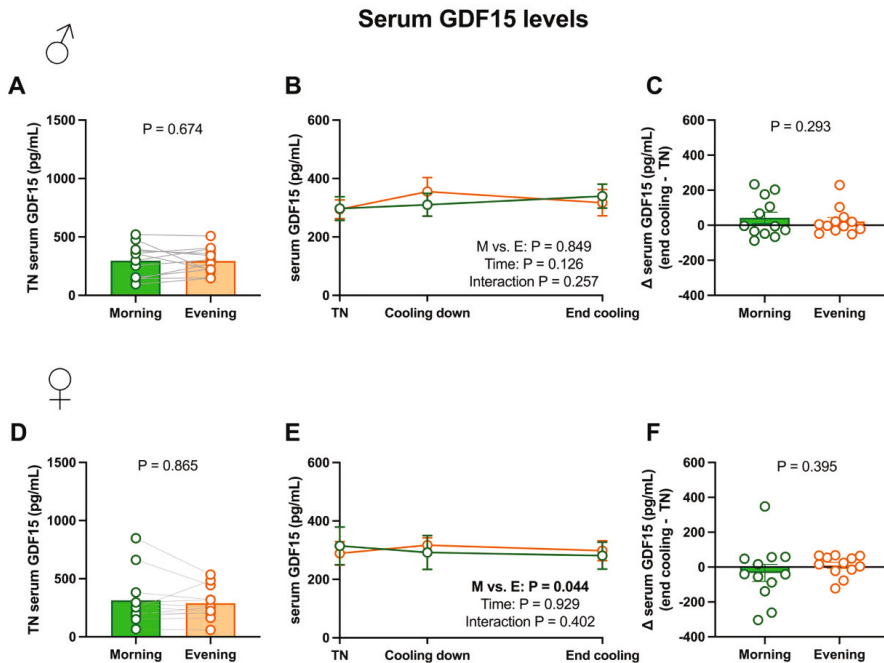 Serum GDF15 levels
♂
A
TN serum GDF15 (pg/mL)
1500
1000
500
0
P = 0.674
Morning
Evening
B
serum GDF15 (pg/mL)
600
400
200
0
M vs. E: P = 0.849
Time: P = 0.126
Interaction P = 0.257
TN
Cooling down
End cooling
C
Δ serum GDF15 (pg/mL)
(end cooling - TN)
600
400
200
0
-200
-400
P = 0.293
Morning
Evening
♀
D
TN serum GDF15 (pg/mL)
1500
1000
500
0
P = 0.865
Morning
Evening
E
serum GDF15 (pg/mL)
600
400
200
0
M vs. E: P = 0.044
Time: P = 0.929
Interaction P = 0.402
TN
Cooling down
End cooling
F
Δ serum GDF15 (pg/mL)
(end cooling - TN)
600
400
200
0
-200
-400
P = 0.395
Morning
Evening